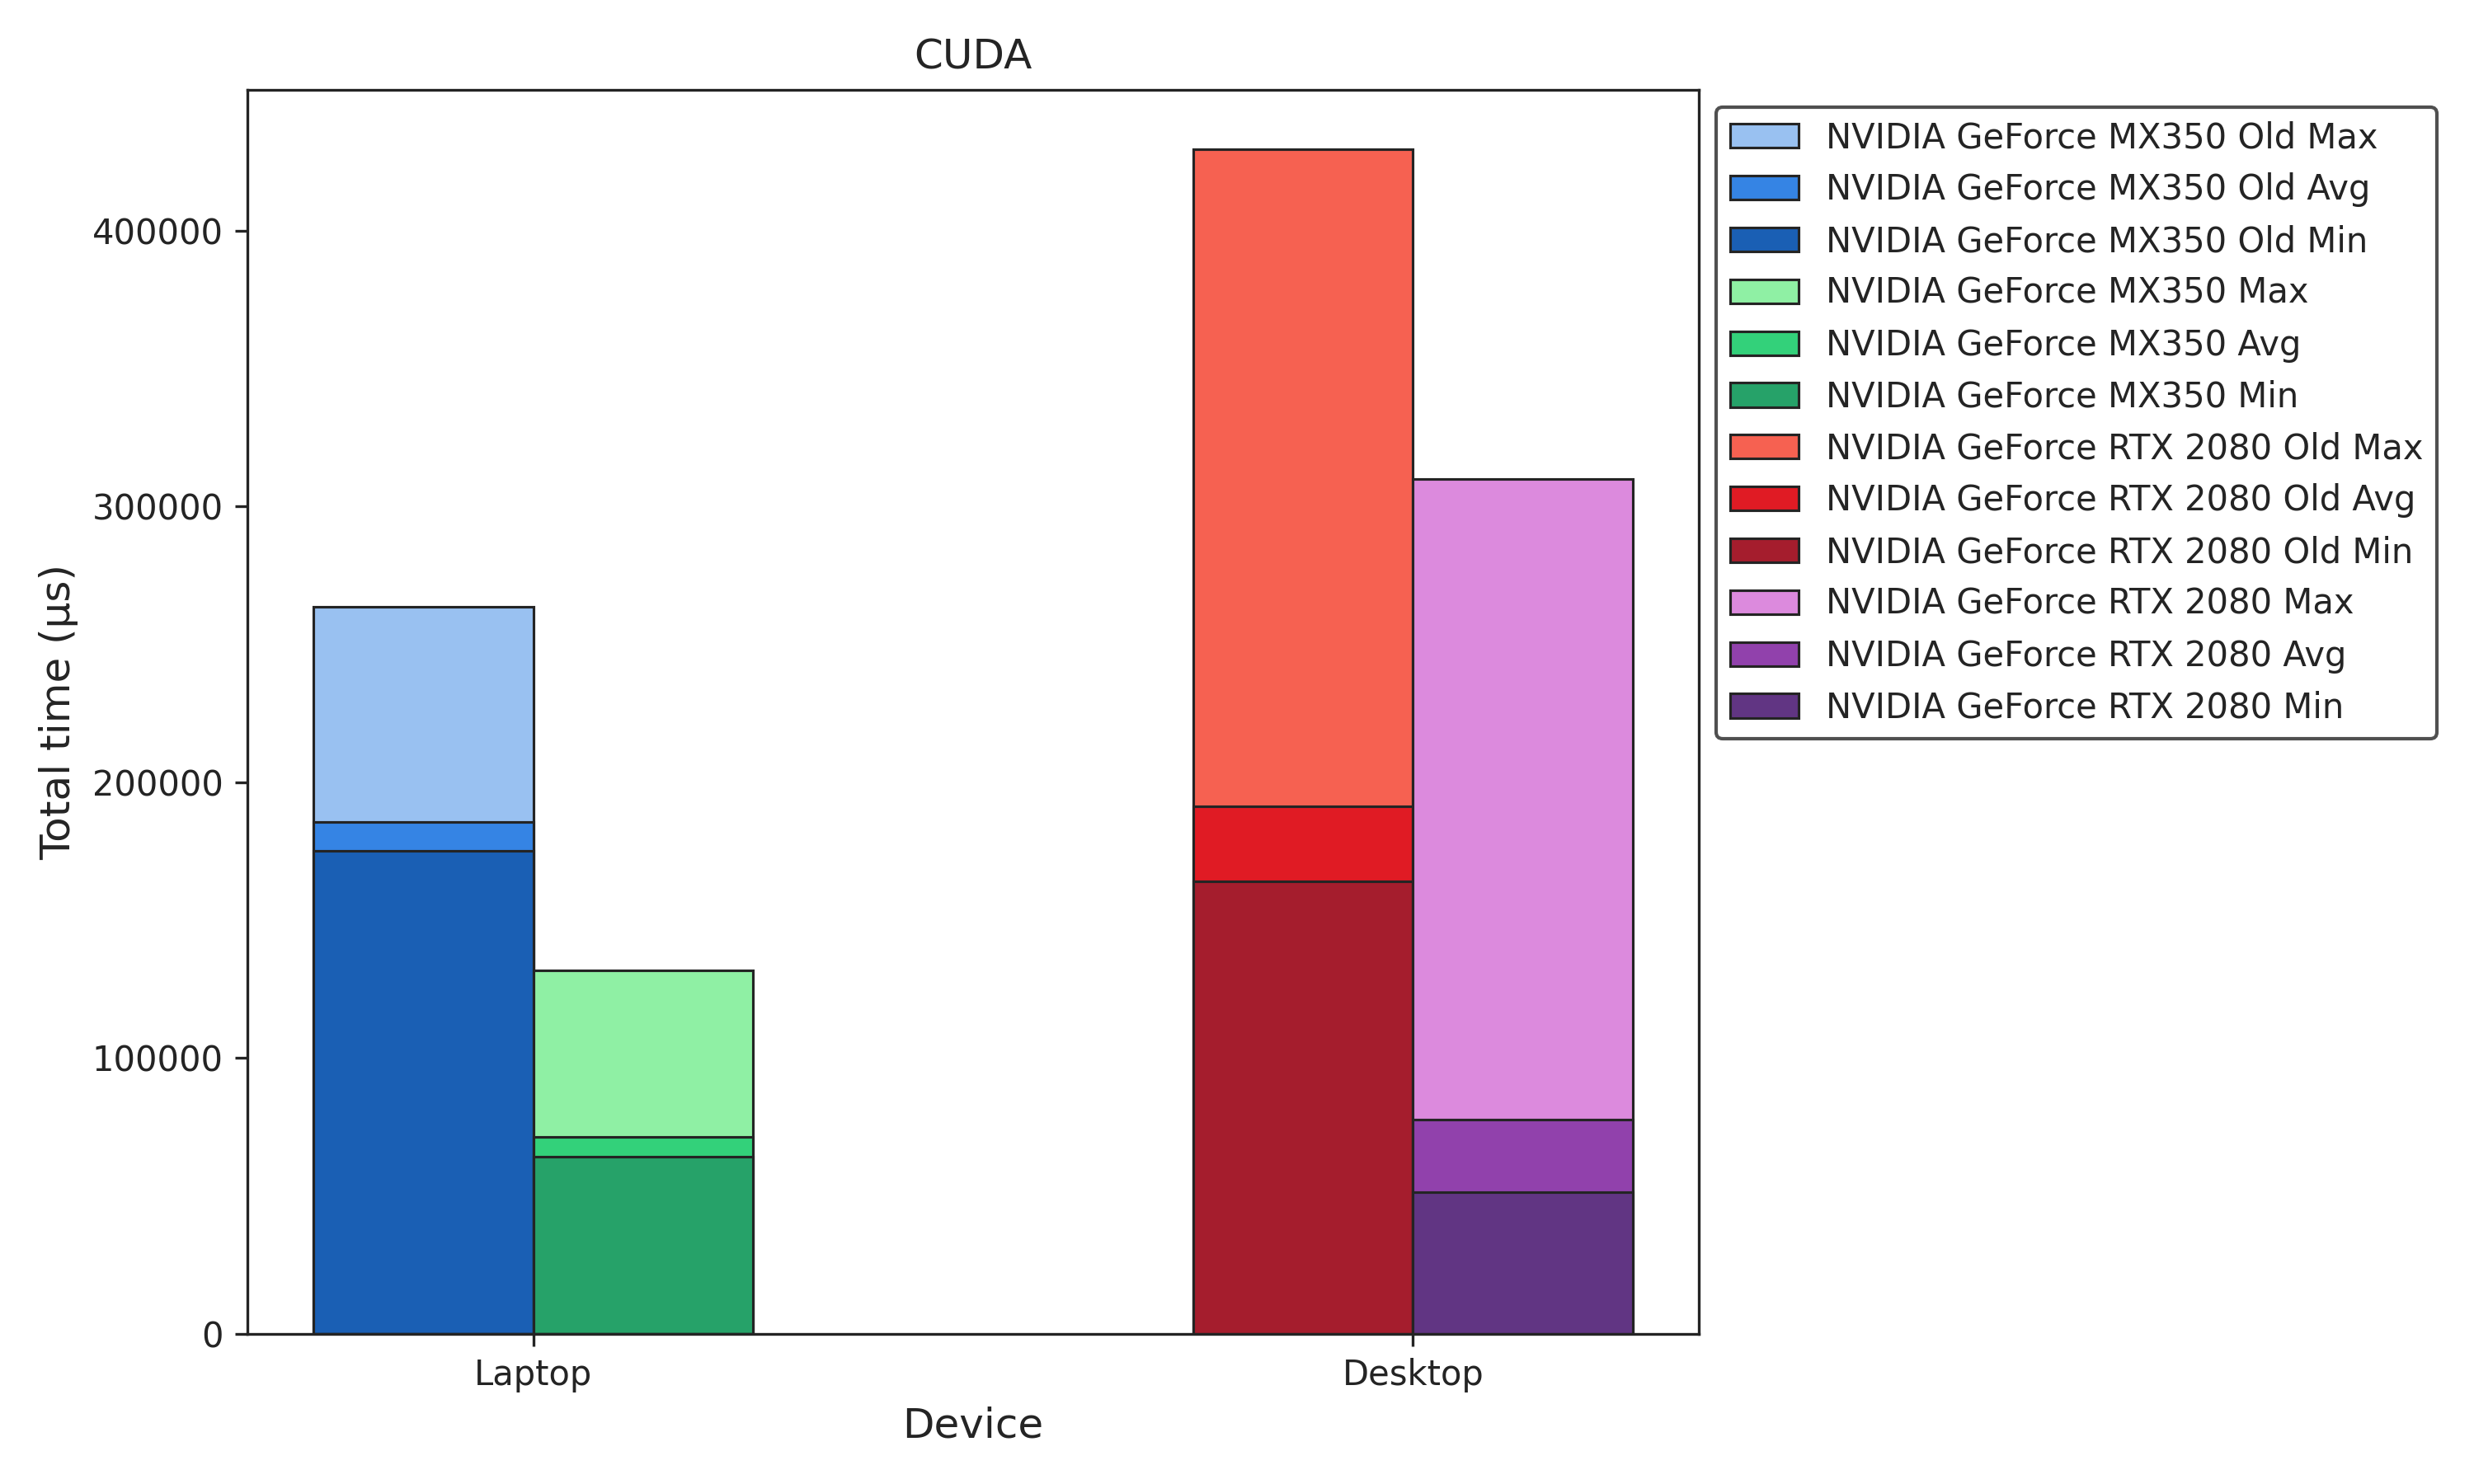 CUDA
Total time (µs)
400000
300000
200000
100000
0
Laptop
Desktop
Device
NVIDIA GeForce MX350 Old Max
NVIDIA GeForce MX350 Old Avg
NVIDIA GeForce MX350 Old Min
NVIDIA GeForce MX350 Max
NVIDIA GeForce MX350 Avg
NVIDIA GeForce MX350 Min
NVIDIA GeForce RTX 2080 Old Max
NVIDIA GeForce RTX 2080 Old Avg
NVIDIA GeForce RTX 2080 Old Min
NVIDIA GeForce RTX 2080 Max
NVIDIA GeForce RTX 2080 Avg
NVIDIA GeForce RTX 2080 Min